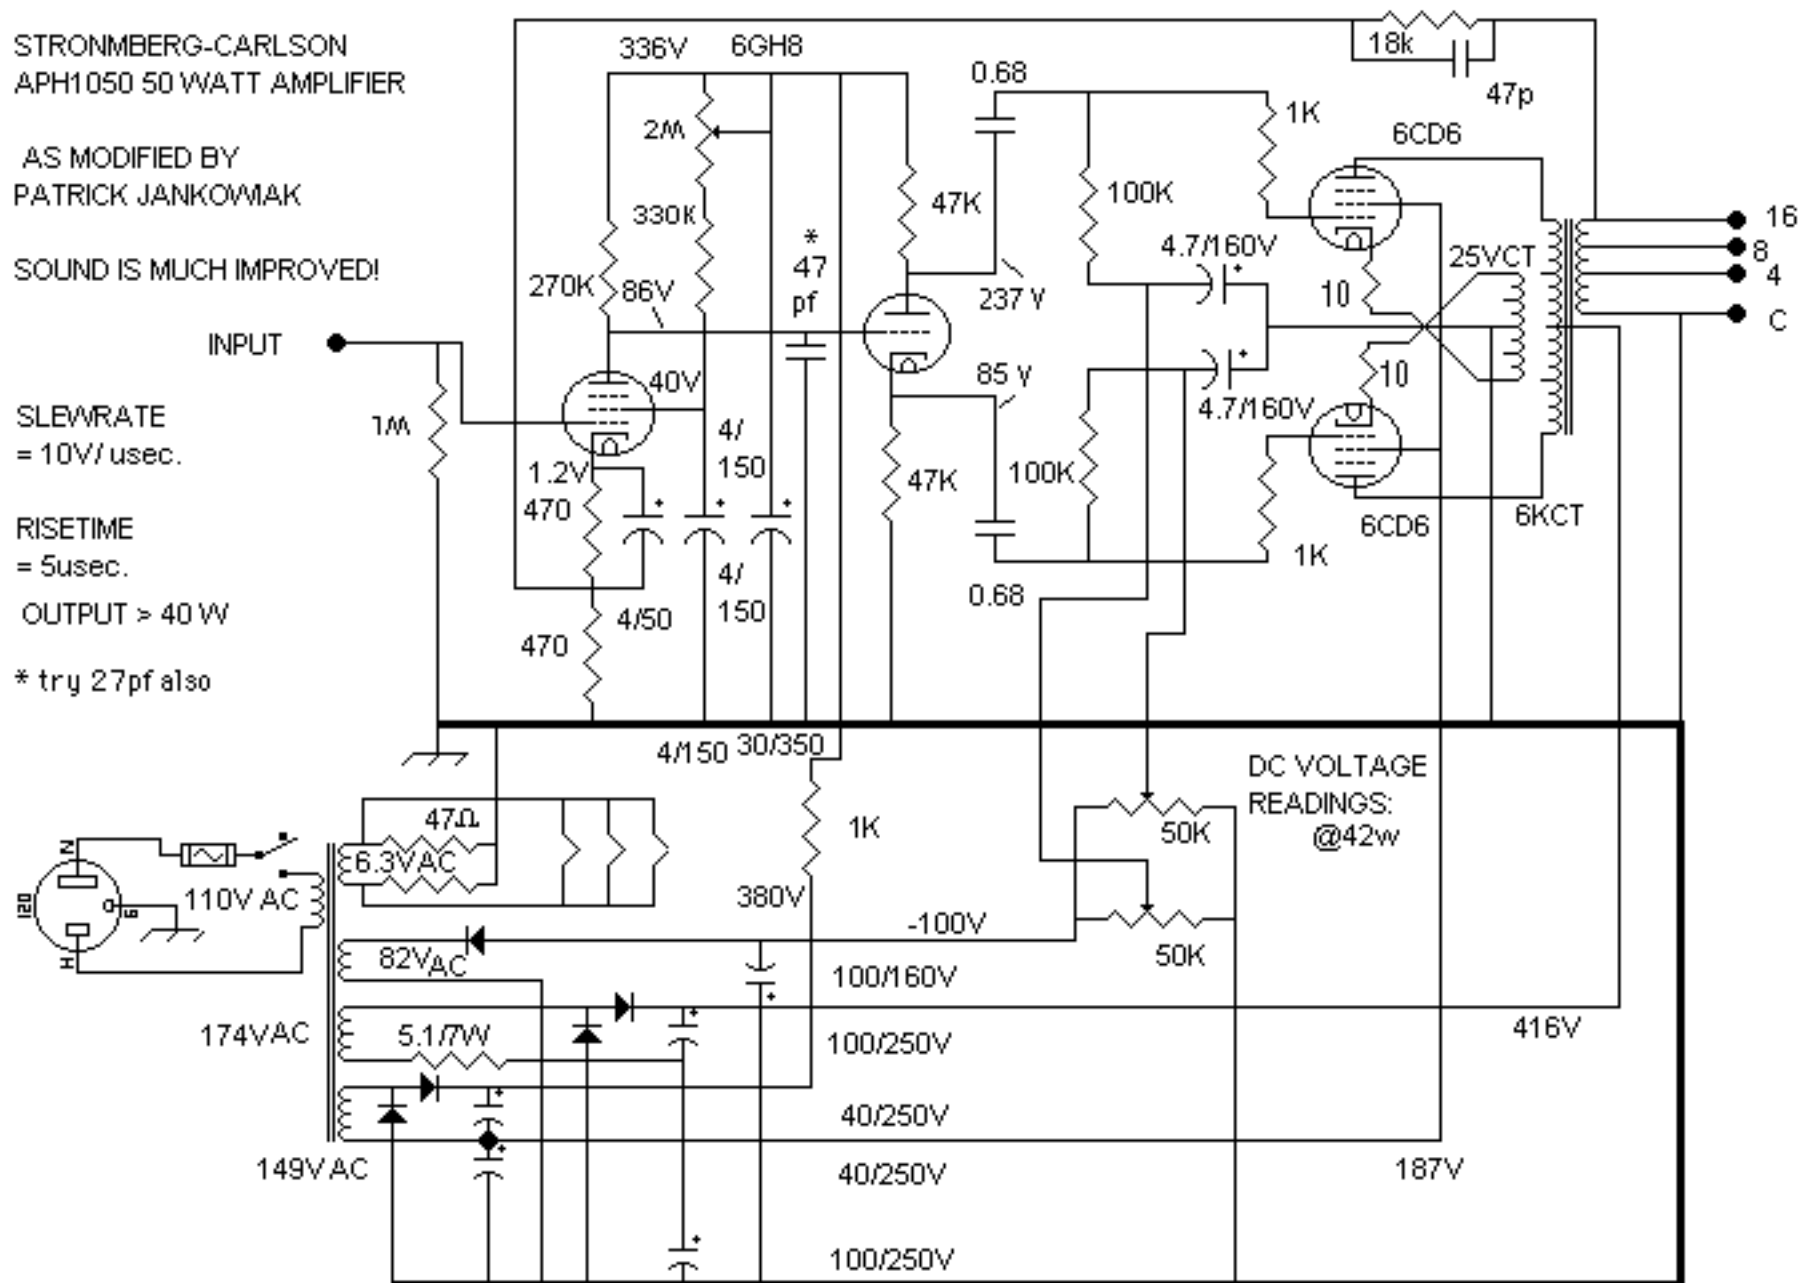 STRONMBERG-CARLSON
APH1050 50 WATT AMPLIFIER
AS MODIFIED BY
PATRICK JANKOWIAK
SOUND IS MUCH IMPROVED!
INPUT
SLEWRATE
= 10V/ usec.
RISETIME
= 5usec.
OUTPUT > 40 W
* try 27pf also
336V
6GH8
2M
330K
270K
86V
*
47
pf
40V
1M
1.2V
470
4/
150
4/
150
4/50
470
4/150
30/350
47K
47K
0.68
237 V
85 V
0.68
100K
100K
4.7/160V
4.7/160V
1K
1K
18k
47p
6CD6
10
25VCT
10
6CD6
6KCT
16
8
4
C
DC VOLTAGE
READINGS:
@42w
50K
50K
1K
380V
-100V
47Ω
6.3VAC
N
120
G
H
110V AC
82VAC
174VAC
5.1/7W
149VAC
100/160V
100/250V
40/250V
40/250V
100/250V
416V
187V